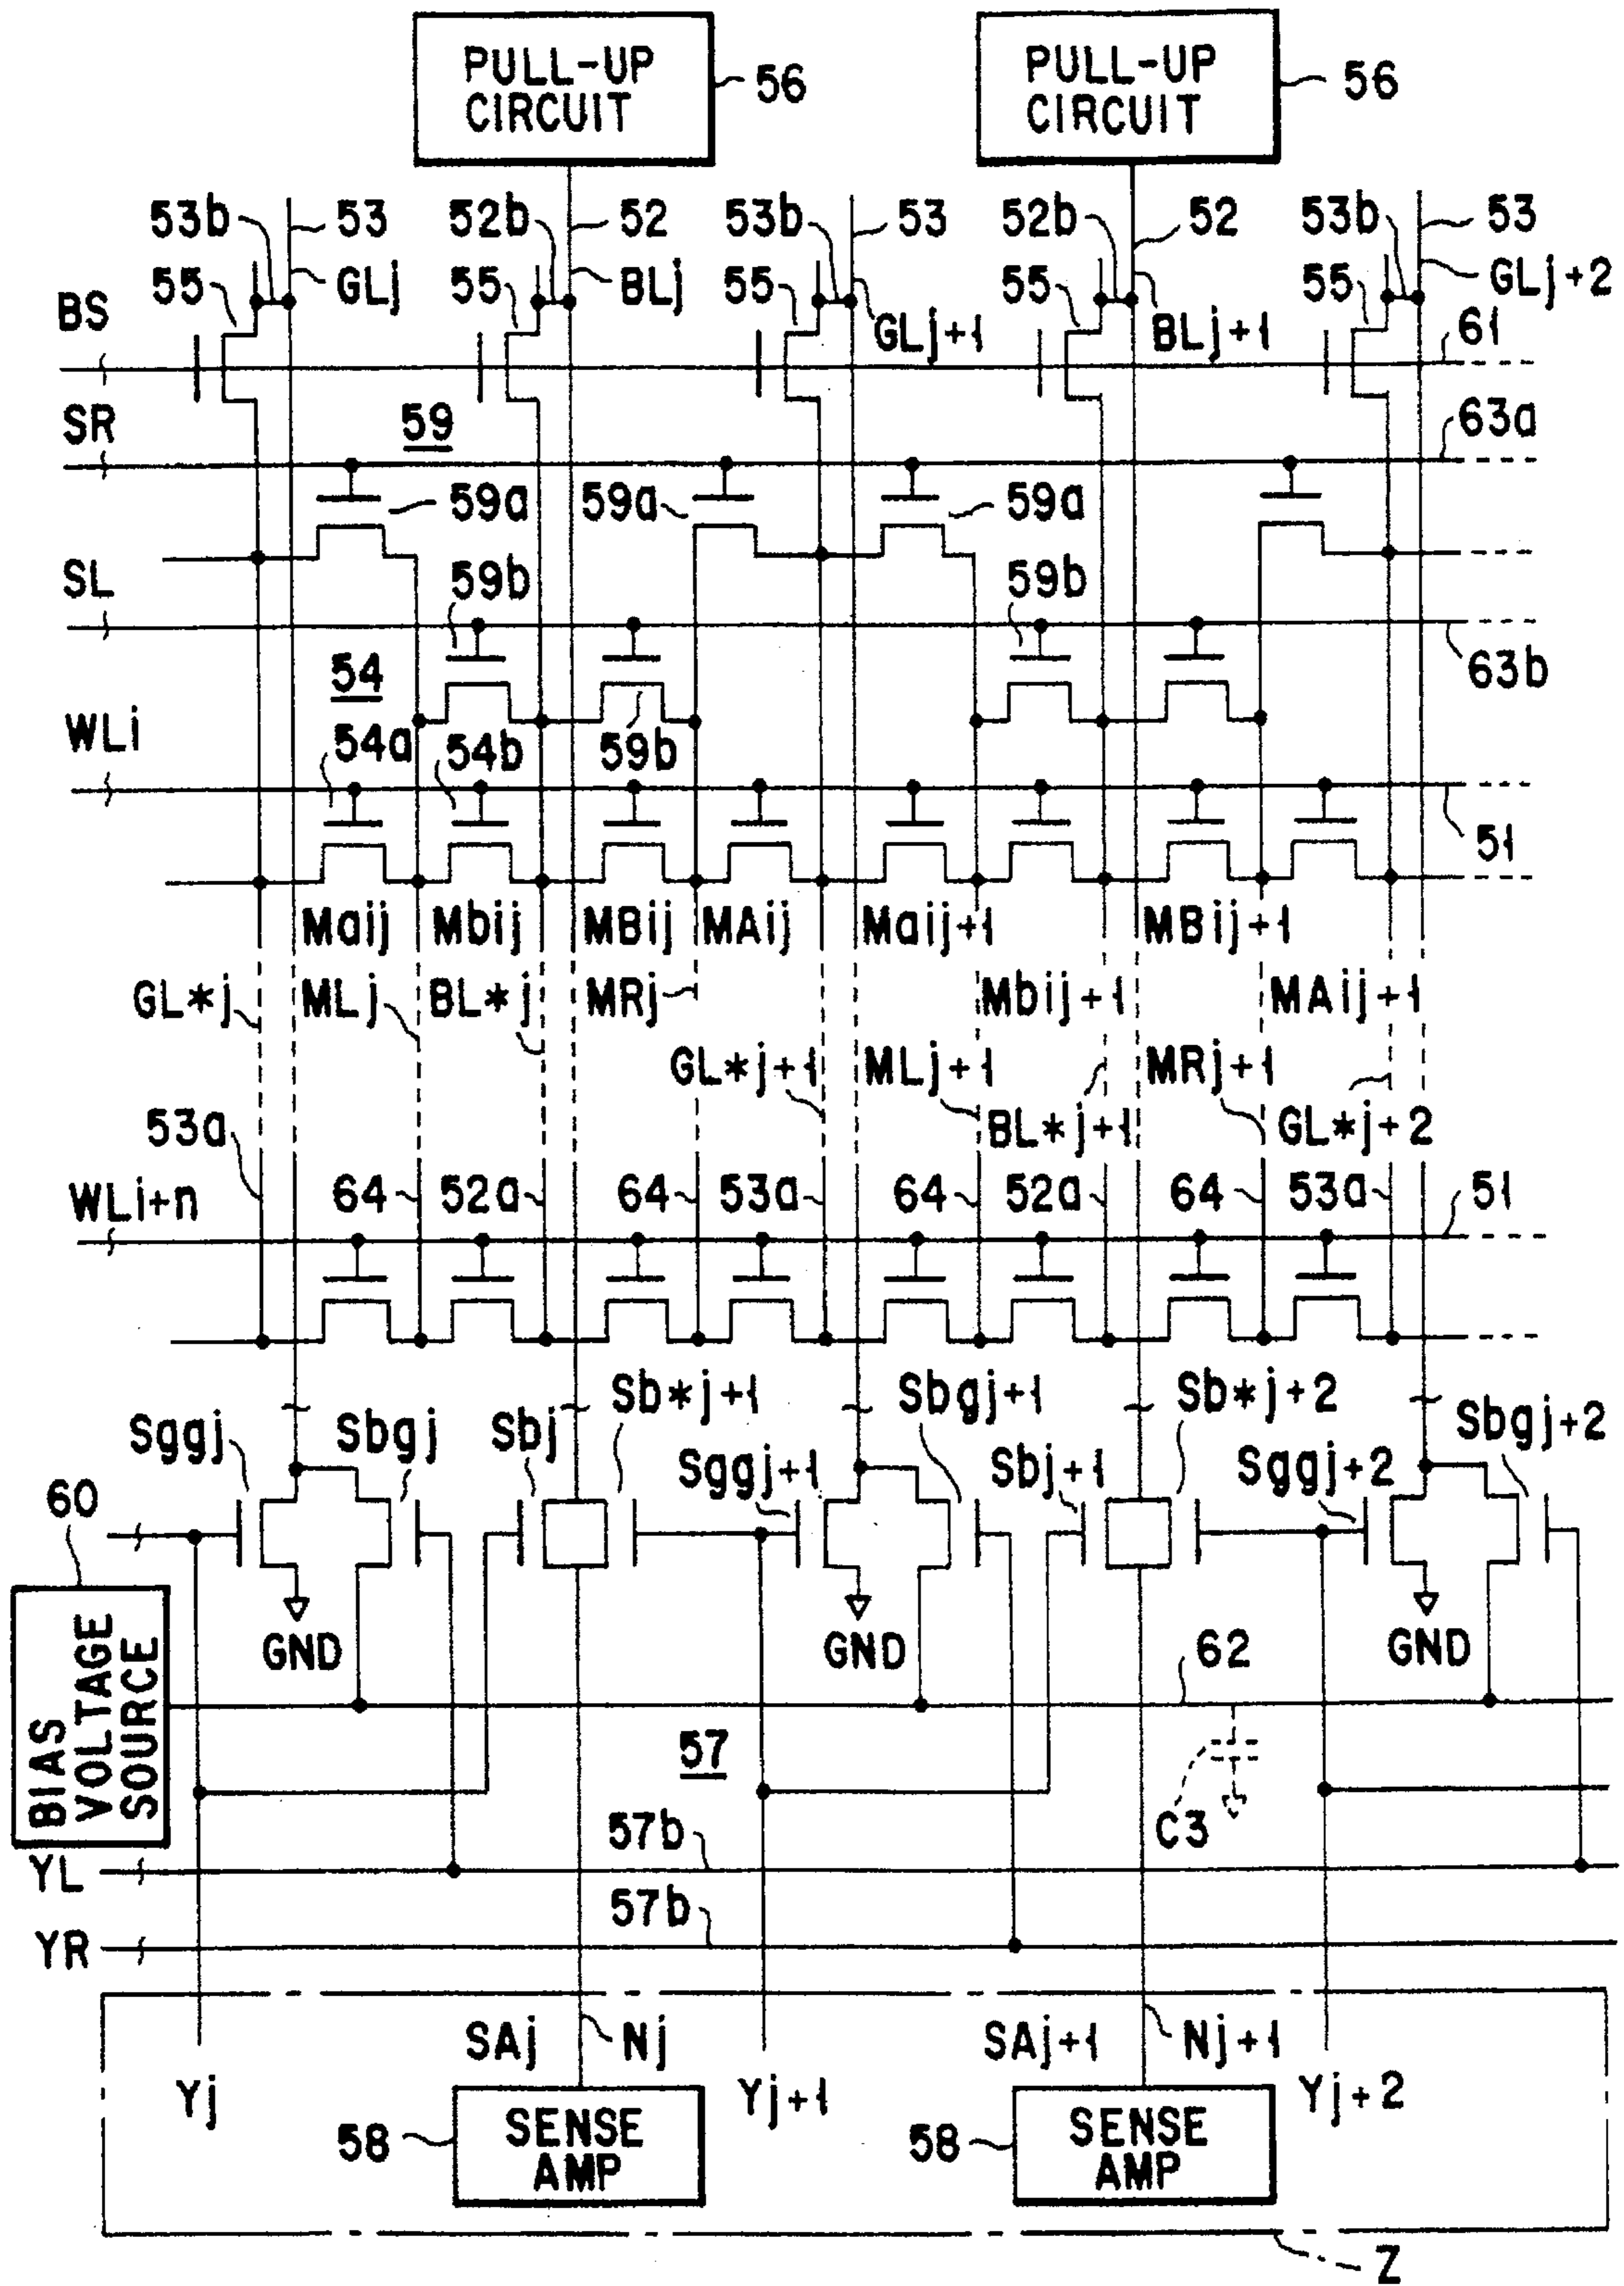 PULL-UP CIRCUIT 56 PULL-UP CIRCUIT 56
53b 53 52b 52 53b 53 52b 52 53b 53
55 GLj 55 BLj 55 GLj+1 55 BLj+1 55 GLj+2
BS 61
SR 59 63a
59a 59a 59a
SL 59b 59b
54 63b
WLi 54a 54b 59b
51
Maij Mbij MBij MAij Maij+1 MBij+1
GL*j MLj BL*j MRj Mbij+1 MAij+1
GL*j+1 MLj+1 MRj+1
53a BL*j+1 GL*j+2
WLi+n 64 52a 64 53a 64 52a 64 53a 51
Sb*j+1 Sbgj+1 Sb*j+2
Sggj Sbgj Sbj Sggj+1 Sbj+1 Sggj+2 Sbgj+2
60
BIAS VOLTAGE SOURCE
GND GND GND
62
57
57b C3
YL
57b
YR
SAj Nj SAj+1 Nj+1
Yj Yj+1 Yj+2
58 SENSE AMP 58 SENSE AMP
Z